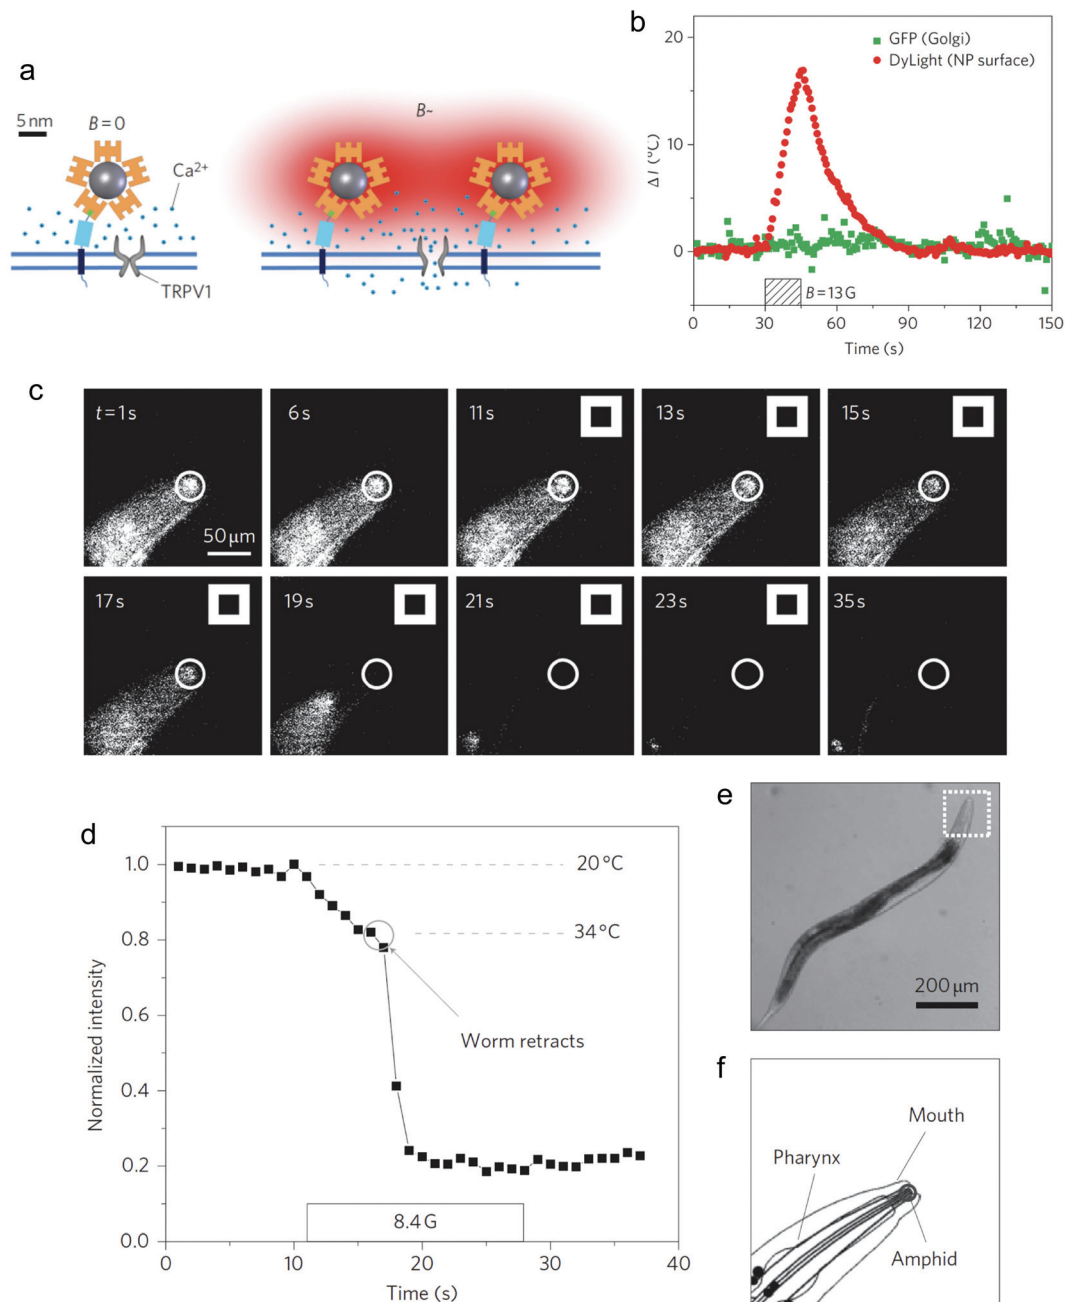 a
5 nm
B = 0
B~
Ca²⁺
TRPV1
b
GFP (Golgi)
DyLight (NP surface)
ΔT (°C)
20
10
0
B = 13 G
0 30 60 90 120 150
Time (s)
c
t = 1 s
6 s
11 s
13 s
15 s
50 μm
17 s
19 s
21 s
23 s
35 s
d
Normalized intensity
1.0
0.8
0.6
0.4
0.2
0.0
20 °C
34 °C
Worm retracts
8.4 G
0 10 20 30 40
Time (s)
e
200 μm
f
Mouth
Pharynx
Amphid